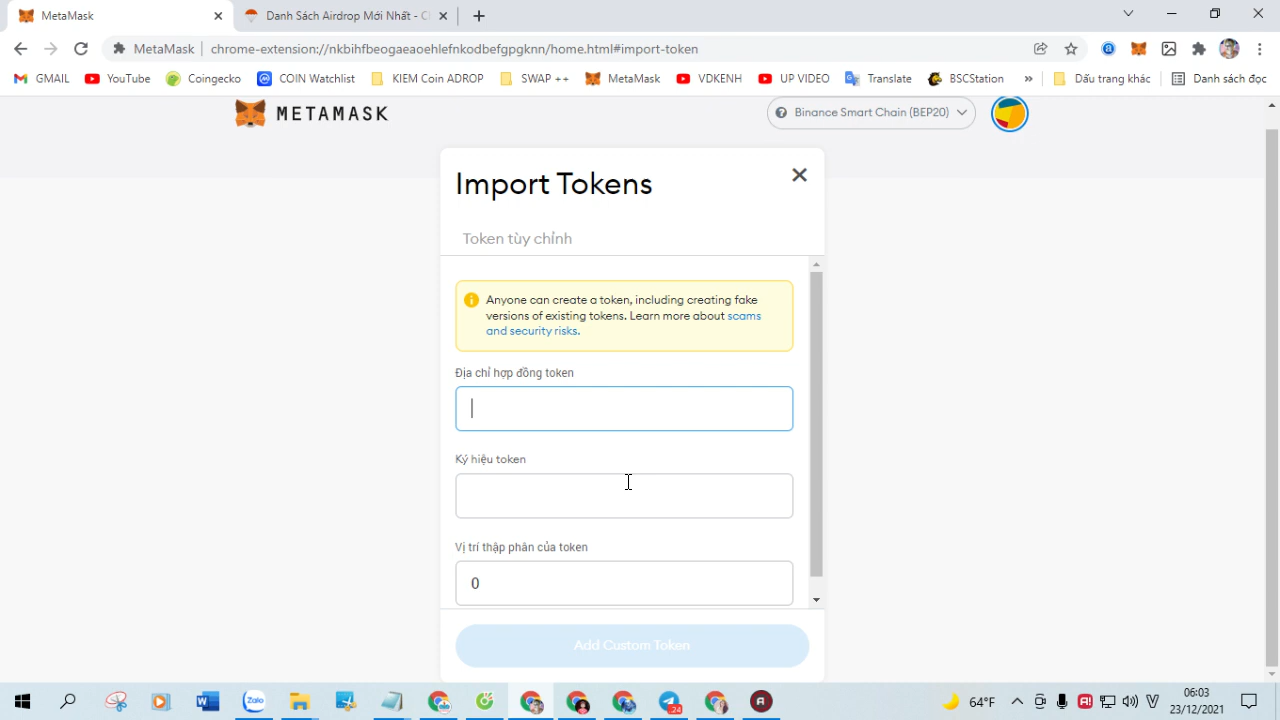 MetaMask
Danh Sách Airdrop Mới Nhất - C
MetaMask
chrome-extension://nkbihfbeogaeaoehlefnkodbefgpgknn/home.html#import-token
GMAIL
YouTube
Coingecko
COIN Watchlist
KIEM Coin ADROP
SWAP ++
MetaMask
VDKENH
UP VIDEO
Translate
BSCStation
»
Dấu trang khác
Danh sách đọc
METAMASK
Binance Smart Chain (BEP20)
Import Tokens
Token tùy chỉnh
Anyone can create a token, including creating fake
versions of existing tokens. Learn more about scams
and security risks.
Địa chỉ hợp đồng token
Ký hiệu token
Vị trí thập phân của token
0
Add Custom Token
Zalo
24
64°F
06:03
23/12/2021